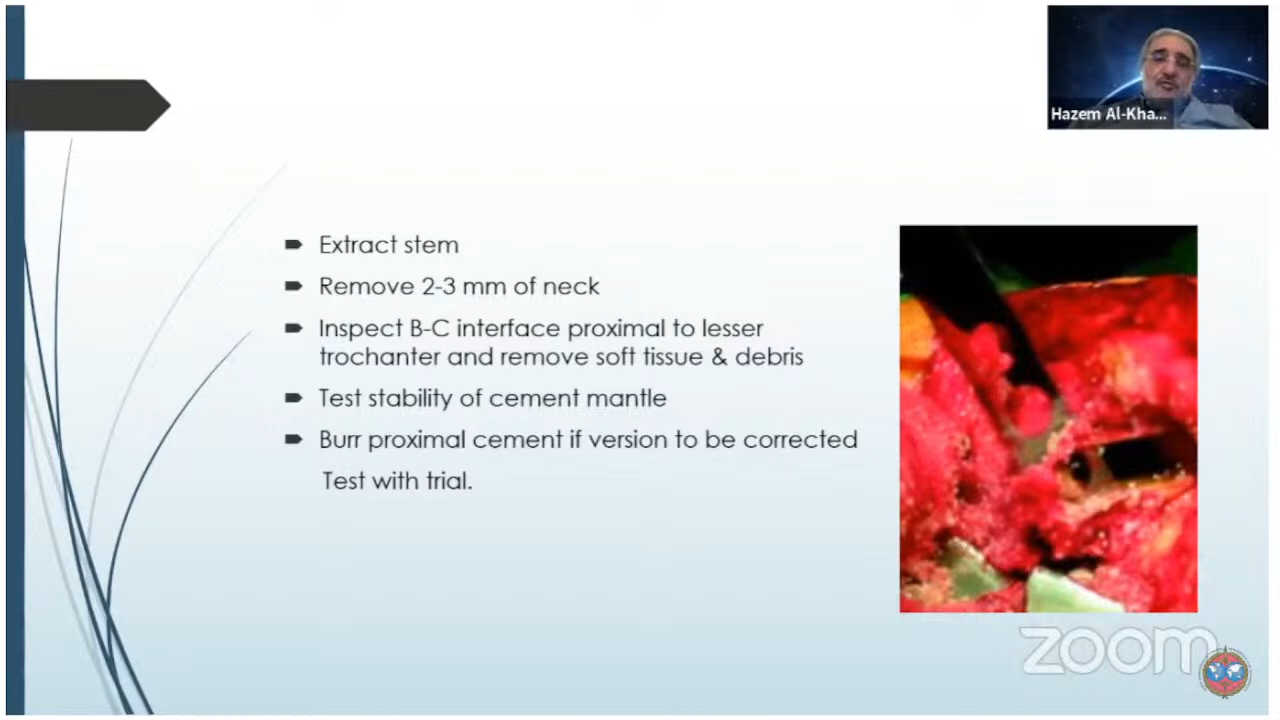 Hazem Al-Kha...
Extract stem
Remove 2-3 mm of neck
Inspect B-C interface proximal to lesser
trochanter and remove soft tissue & debris
Test stability of cement mantle
Burr proximal cement if version to be corrected
Test with trial.
zoom